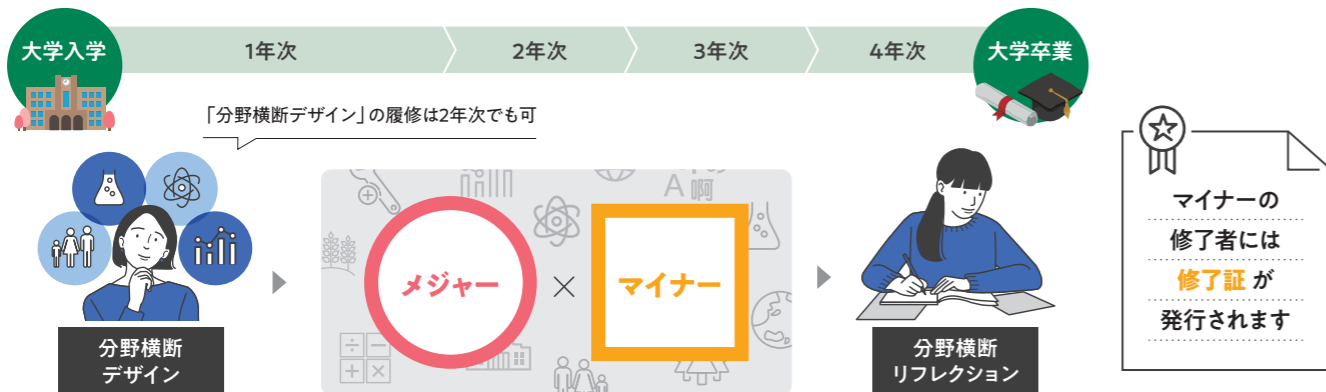 大学入学
1年次
2年次
3年次
4年次
大学卒業
「分野横断デザイン」の履修は2年次でも可
A啊
メジャー
×
マイナー
分野横断
デザイン
分野横断
リフレクション
マイナーの
修了者には
修了証 が
発行されます